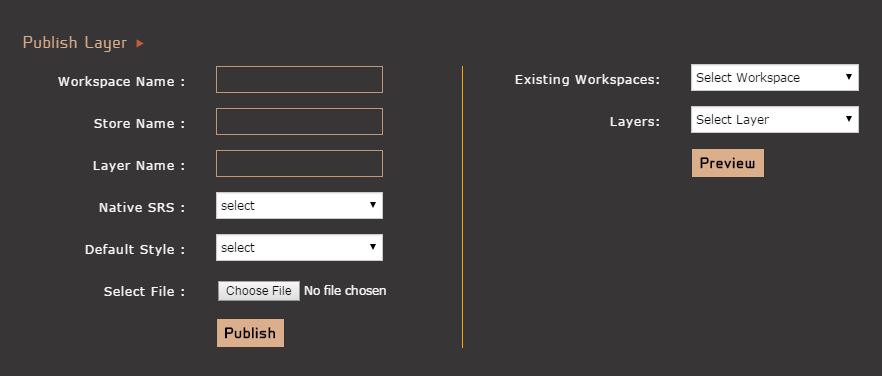 Publish Layer
Workspace Name :
Store Name :
Layer Name :
Native SRS : select
Default Style : select
Select File : Choose File No file chosen
Publish
Existing Workspaces: Select Workspace
Layers: Select Layer
Preview